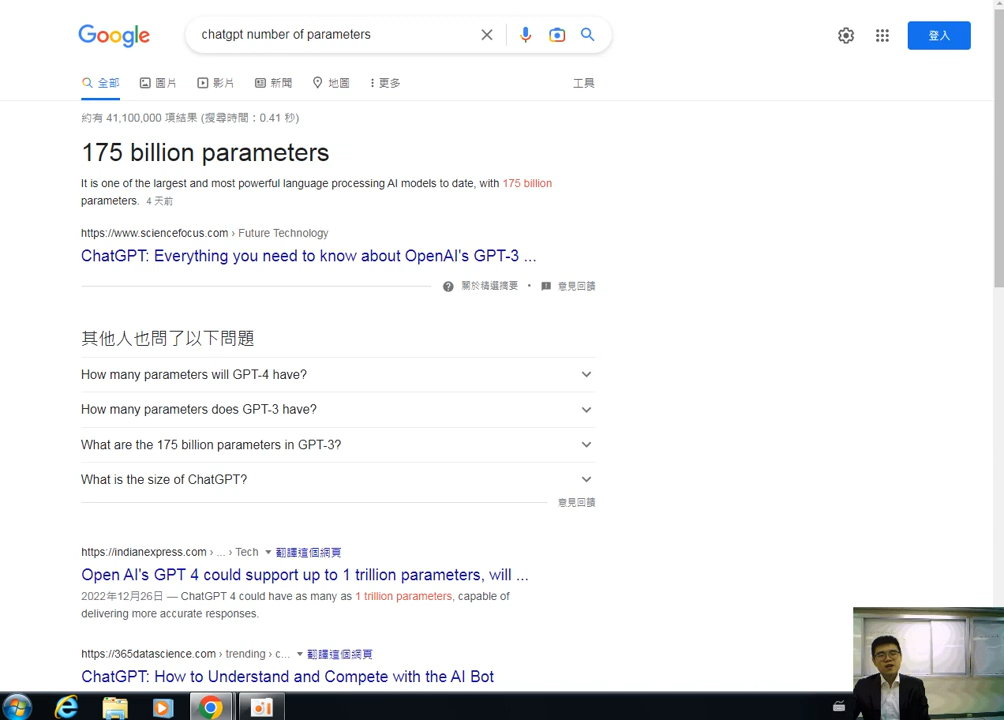 Google
chatgpt number of parameters
登入
全部 圖片 影片 新聞 地圖 更多 工具
約有 41,100,000 項結果 (搜尋時間：0.41 秒)
175 billion parameters
It is one of the largest and most powerful language processing AI models to date, with 175 billion
parameters. 4 天前
https://www.sciencefocus.com › Future Technology
ChatGPT: Everything you need to know about OpenAI's GPT-3 ...
關於精選摘要 • 意見回饋
其他人也問了以下問題
How many parameters will GPT-4 have?
How many parameters does GPT-3 have?
What are the 175 billion parameters in GPT-3?
What is the size of ChatGPT?
意見回饋
https://indianexpress.com › ... › Tech 翻譯這個網頁
Open AI's GPT 4 could support up to 1 trillion parameters, will ...
2022年12月26日 — ChatGPT 4 could have as many as 1 trillion parameters, capable of
delivering more accurate responses.
https://365datascience.com › trending › c... 翻譯這個網頁
ChatGPT: How to Understand and Compete with the AI Bot